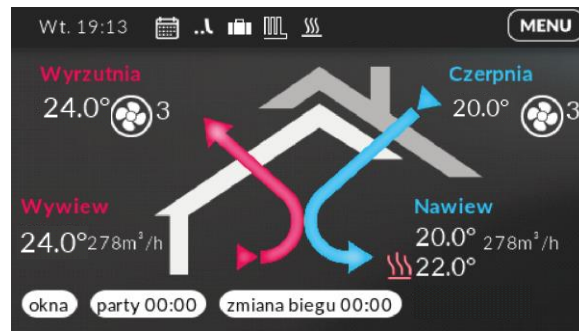 Wt. 19:13 MENU
Wyrzutnia Czerpnia
24.0° 3 20.0° 3
Wywiew Nawiew
24.0° 278m³/h 20.0° 278m³/h
22.0°
okna party 00:00 zmiana biegu 00:00